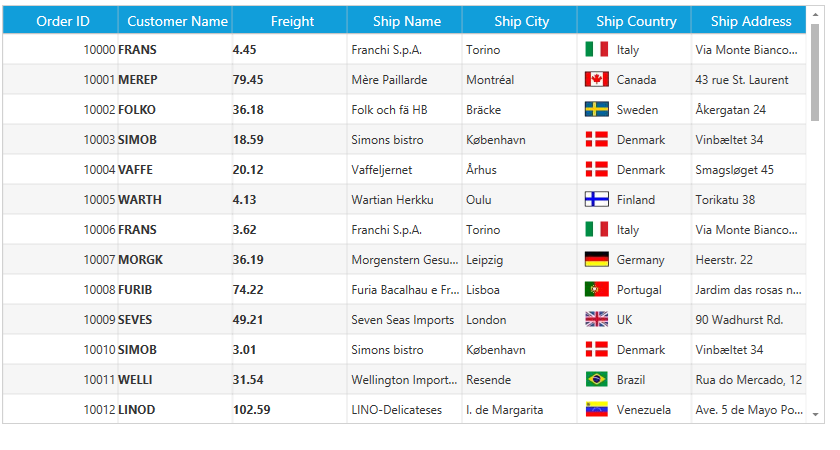 Order ID Customer Name Freight Ship Name Ship City Ship Country Ship Address
10000 FRANS 4.45 Franchi S.p.A. Torino Italy Via Monte Bianco...
10001 MEREP 79.45 Mère Paillarde Montréal Canada 43 rue St. Laurent
10002 FOLKO 36.18 Folk och fä HB Bräcke Sweden Åkergatan 24
10003 SIMOB 18.59 Simons bistro København Denmark Vinbæltet 34
10004 VAFFE 20.12 Vaffeljernet Århus Denmark Smagsløget 45
10005 WARTH 4.13 Wartian Herkku Oulu Finland Torikatu 38
10006 FRANS 3.62 Franchi S.p.A. Torino Italy Via Monte Bianco...
10007 MORGK 36.19 Morgenstern Gesu... Leipzig Germany Heerstr. 22
10008 FURIB 74.22 Furia Bacalhau e Fr... Lisboa Portugal Jardim das rosas n...
10009 SEVES 49.21 Seven Seas Imports London UK 90 Wadhurst Rd.
10010 SIMOB 3.01 Simons bistro København Denmark Vinbæltet 34
10011 WELLI 31.54 Wellington Import... Resende Brazil Rua do Mercado, 12
10012 LINOD 102.59 LINO-Delicateses I. de Margarita Venezuela Ave. 5 de Mayo Po...